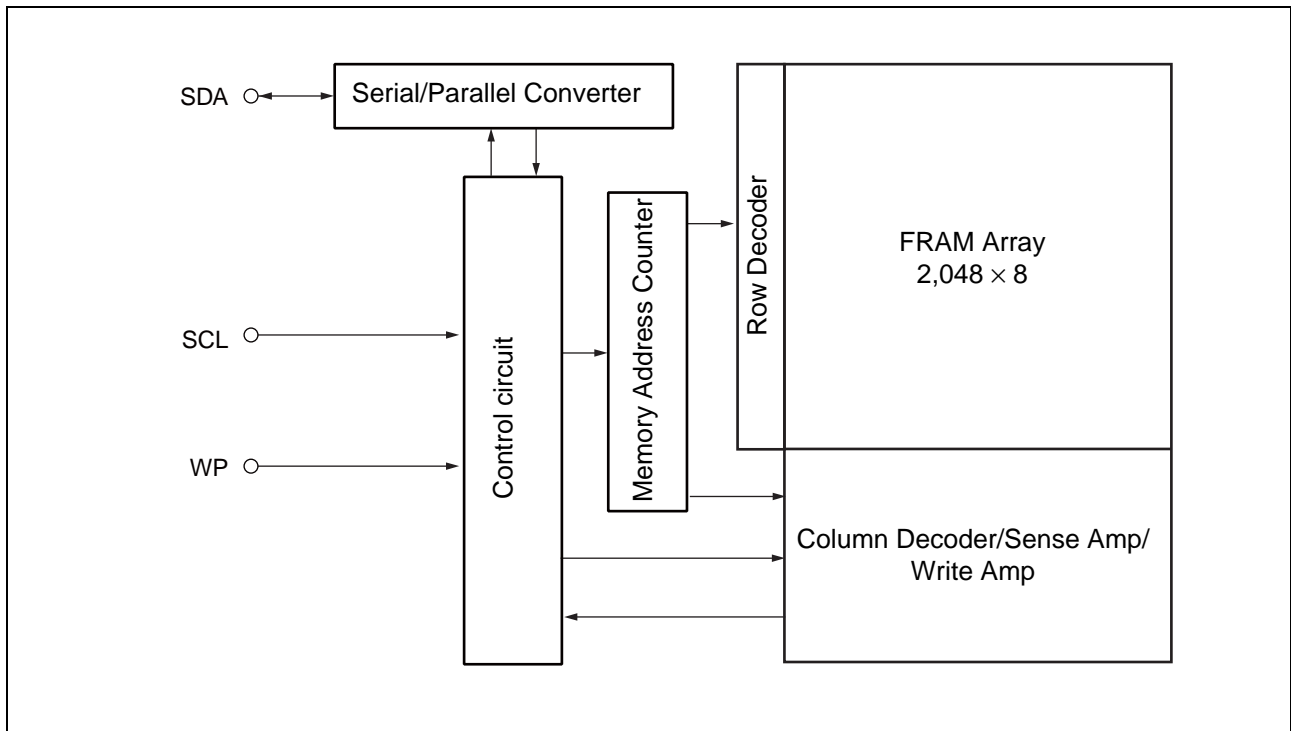 SDA
Serial/Parallel Converter
SCL
WP
Control circuit
Memory Address Counter
Row Decoder
FRAM Array
2,048 × 8
Column Decoder/Sense Amp/
Write Amp